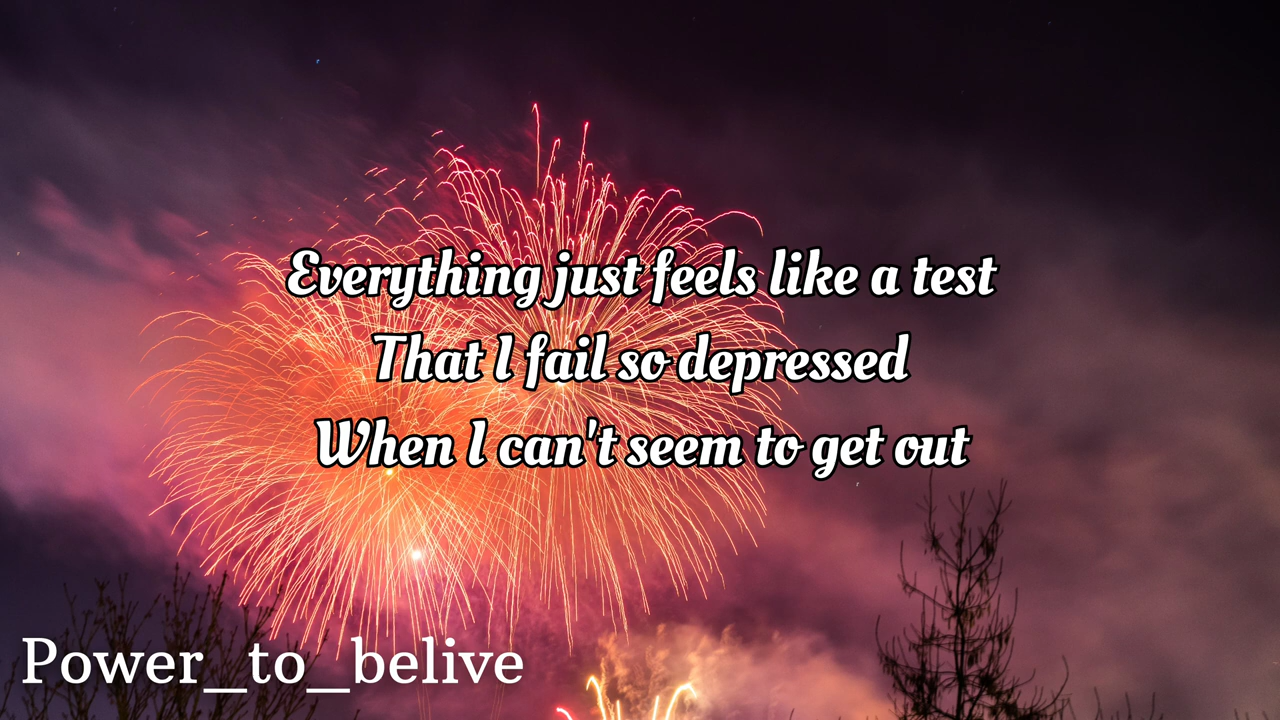 Everything just feels like a test
That I fail so depressed
When I can't seem to get out
Power_to_belive